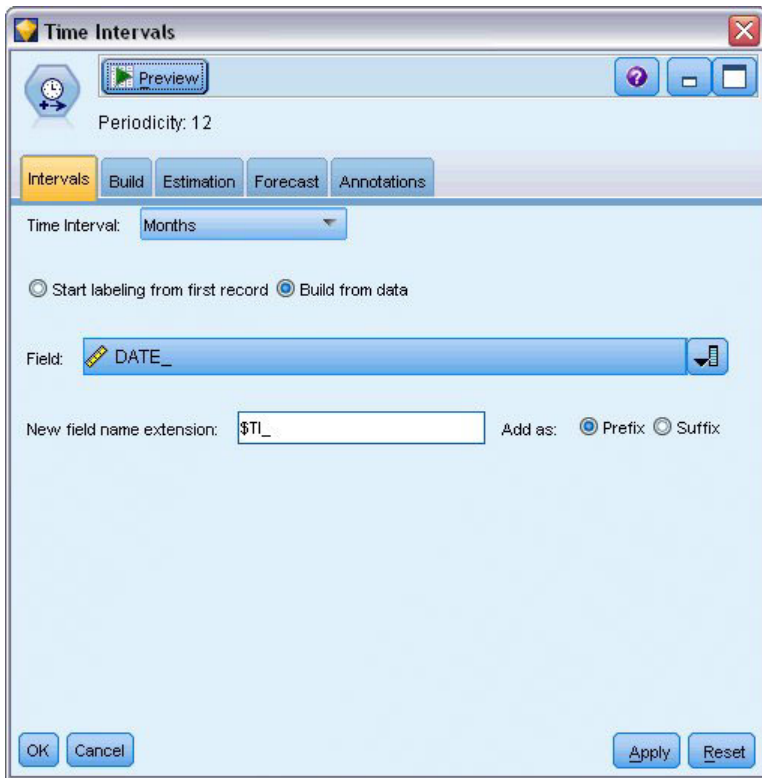 Time Intervals
Preview
Periodicity: 12
Intervals Build Estimation Forecast Annotations
Time Interval: Months
Start labeling from first record Build from data
Field: DATE_
New field name extension: $TI_ Add as: Prefix Suffix
OK Cancel Apply Reset